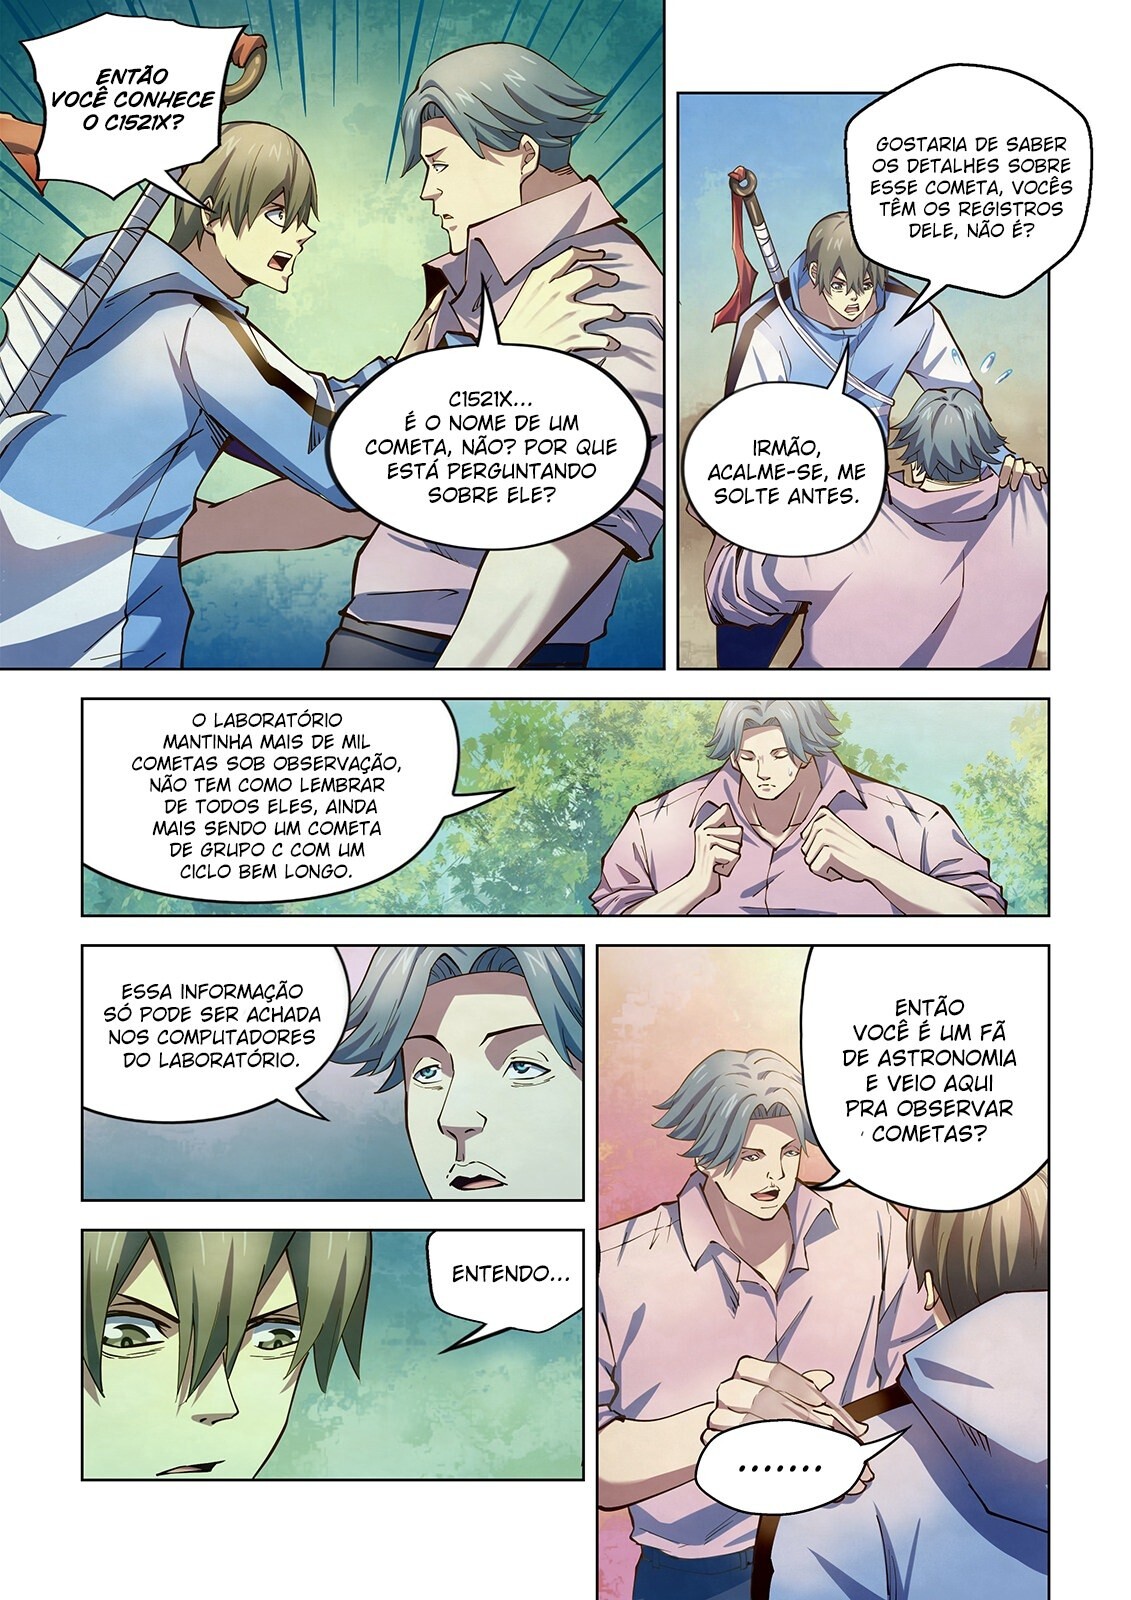 ENTÃO
VOCÊ CONHECE
O C1521X?
C1521X...
É O NOME DE UM
COMETA, NÃO? POR QUE
ESTÁ PERGUNTANDO
SOBRE ELE?
GOSTARIA DE SABER
OS DETALHES SOBRE
ESSE COMETA, VOCÊS
TÊM OS REGISTROS
DELE, NÃO É?
IRMÃO,
ACALME-SE, ME
SOLTE ANTES.
O LABORATÓRIO
MANTINHA MAIS DE MIL
COMETAS SOB OBSERVAÇÃO,
NÃO TEM COMO LEMBRAR
DE TODOS ELES, AINDA
MAIS SENDO UM COMETA
DE GRUPO C COM UM
CICLO BEM LONGO.
ESSA INFORMAÇÃO
SÓ PODE SER ACHADA
NOS COMPUTADORES
DO LABORATÓRIO.
ENTENDO...
ENTÃO
VOCÊ É UM FÃ
DE ASTRONOMIA
E VEIO AQUI
PRA OBSERVAR
COMETAS?
.......